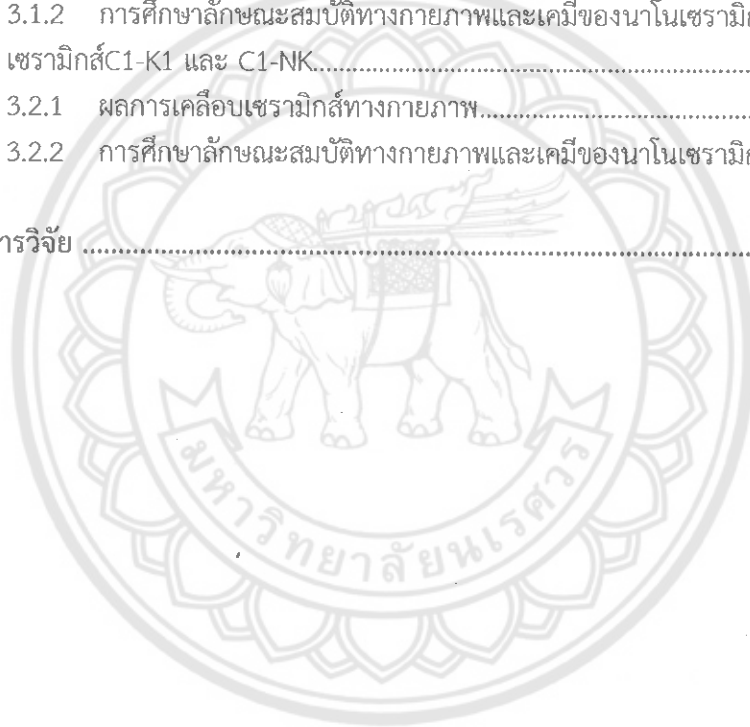 3.1.2 การศึกษาลักษณะสมบัติทางกายภาพและเคมีของนาโนเซรามิก
เซรามิกส์C1-K1 และ C1-NK................................................................
3.2.1 ผลการเคลือบเซรามิกส์ทางกายภาพ................................................
3.2.2 การศึกษาลักษณะสมบัติทางกายภาพและเคมีของนาโนเซรามิก
ารวิจัย ................................................................................
มหาวิทยาลัยนเรศวร